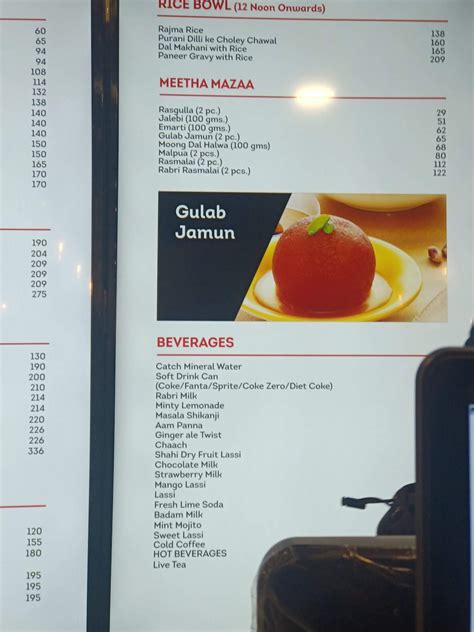 60
65
94
94
108
114
132
138
140
140
140
150
150
165
170
170
190
204
209
209
209
275
130
190
200
210
214
214
220
226
226
336
120
155
180
195
195
195
RICE BOWL (12 Noon Onwards)
Rajma Rice 138
Purani Dilli ke Choley Chawal 160
Dal Makhani with Rice 165
Paneer Gravy with Rice 209
MEETHA MAZAA
Rasgulla (2 pc.) 29
Jalebi (100 gms.) 51
Emarti (100 gms.) 62
Gulab Jamun (2 pc.) 65
Moong Dal Halwa (100 gms) 68
Malpua (2 pcs.) 80
Rasmalai (2 pc.) 112
Rabri Rasmalai (2 pcs.) 122
Gulab
Jamun
BEVERAGES
Catch Mineral Water
Soft Drink Can
(Coke/Fanta/Sprite/Coke Zero/Diet Coke)
Rabri Milk
Minty Lemonade
Masala Shikanji
Aam Panna
Ginger ale Twist
Chaach
Shahi Dry Fruit Lassi
Chocolate Milk
Strawberry Milk
Mango Lassi
Lassi
Fresh Lime Soda
Badam Milk
Mint Mojito
Sweet Lassi
Cold Coffee
HOT BEVERAGES
Live Tea